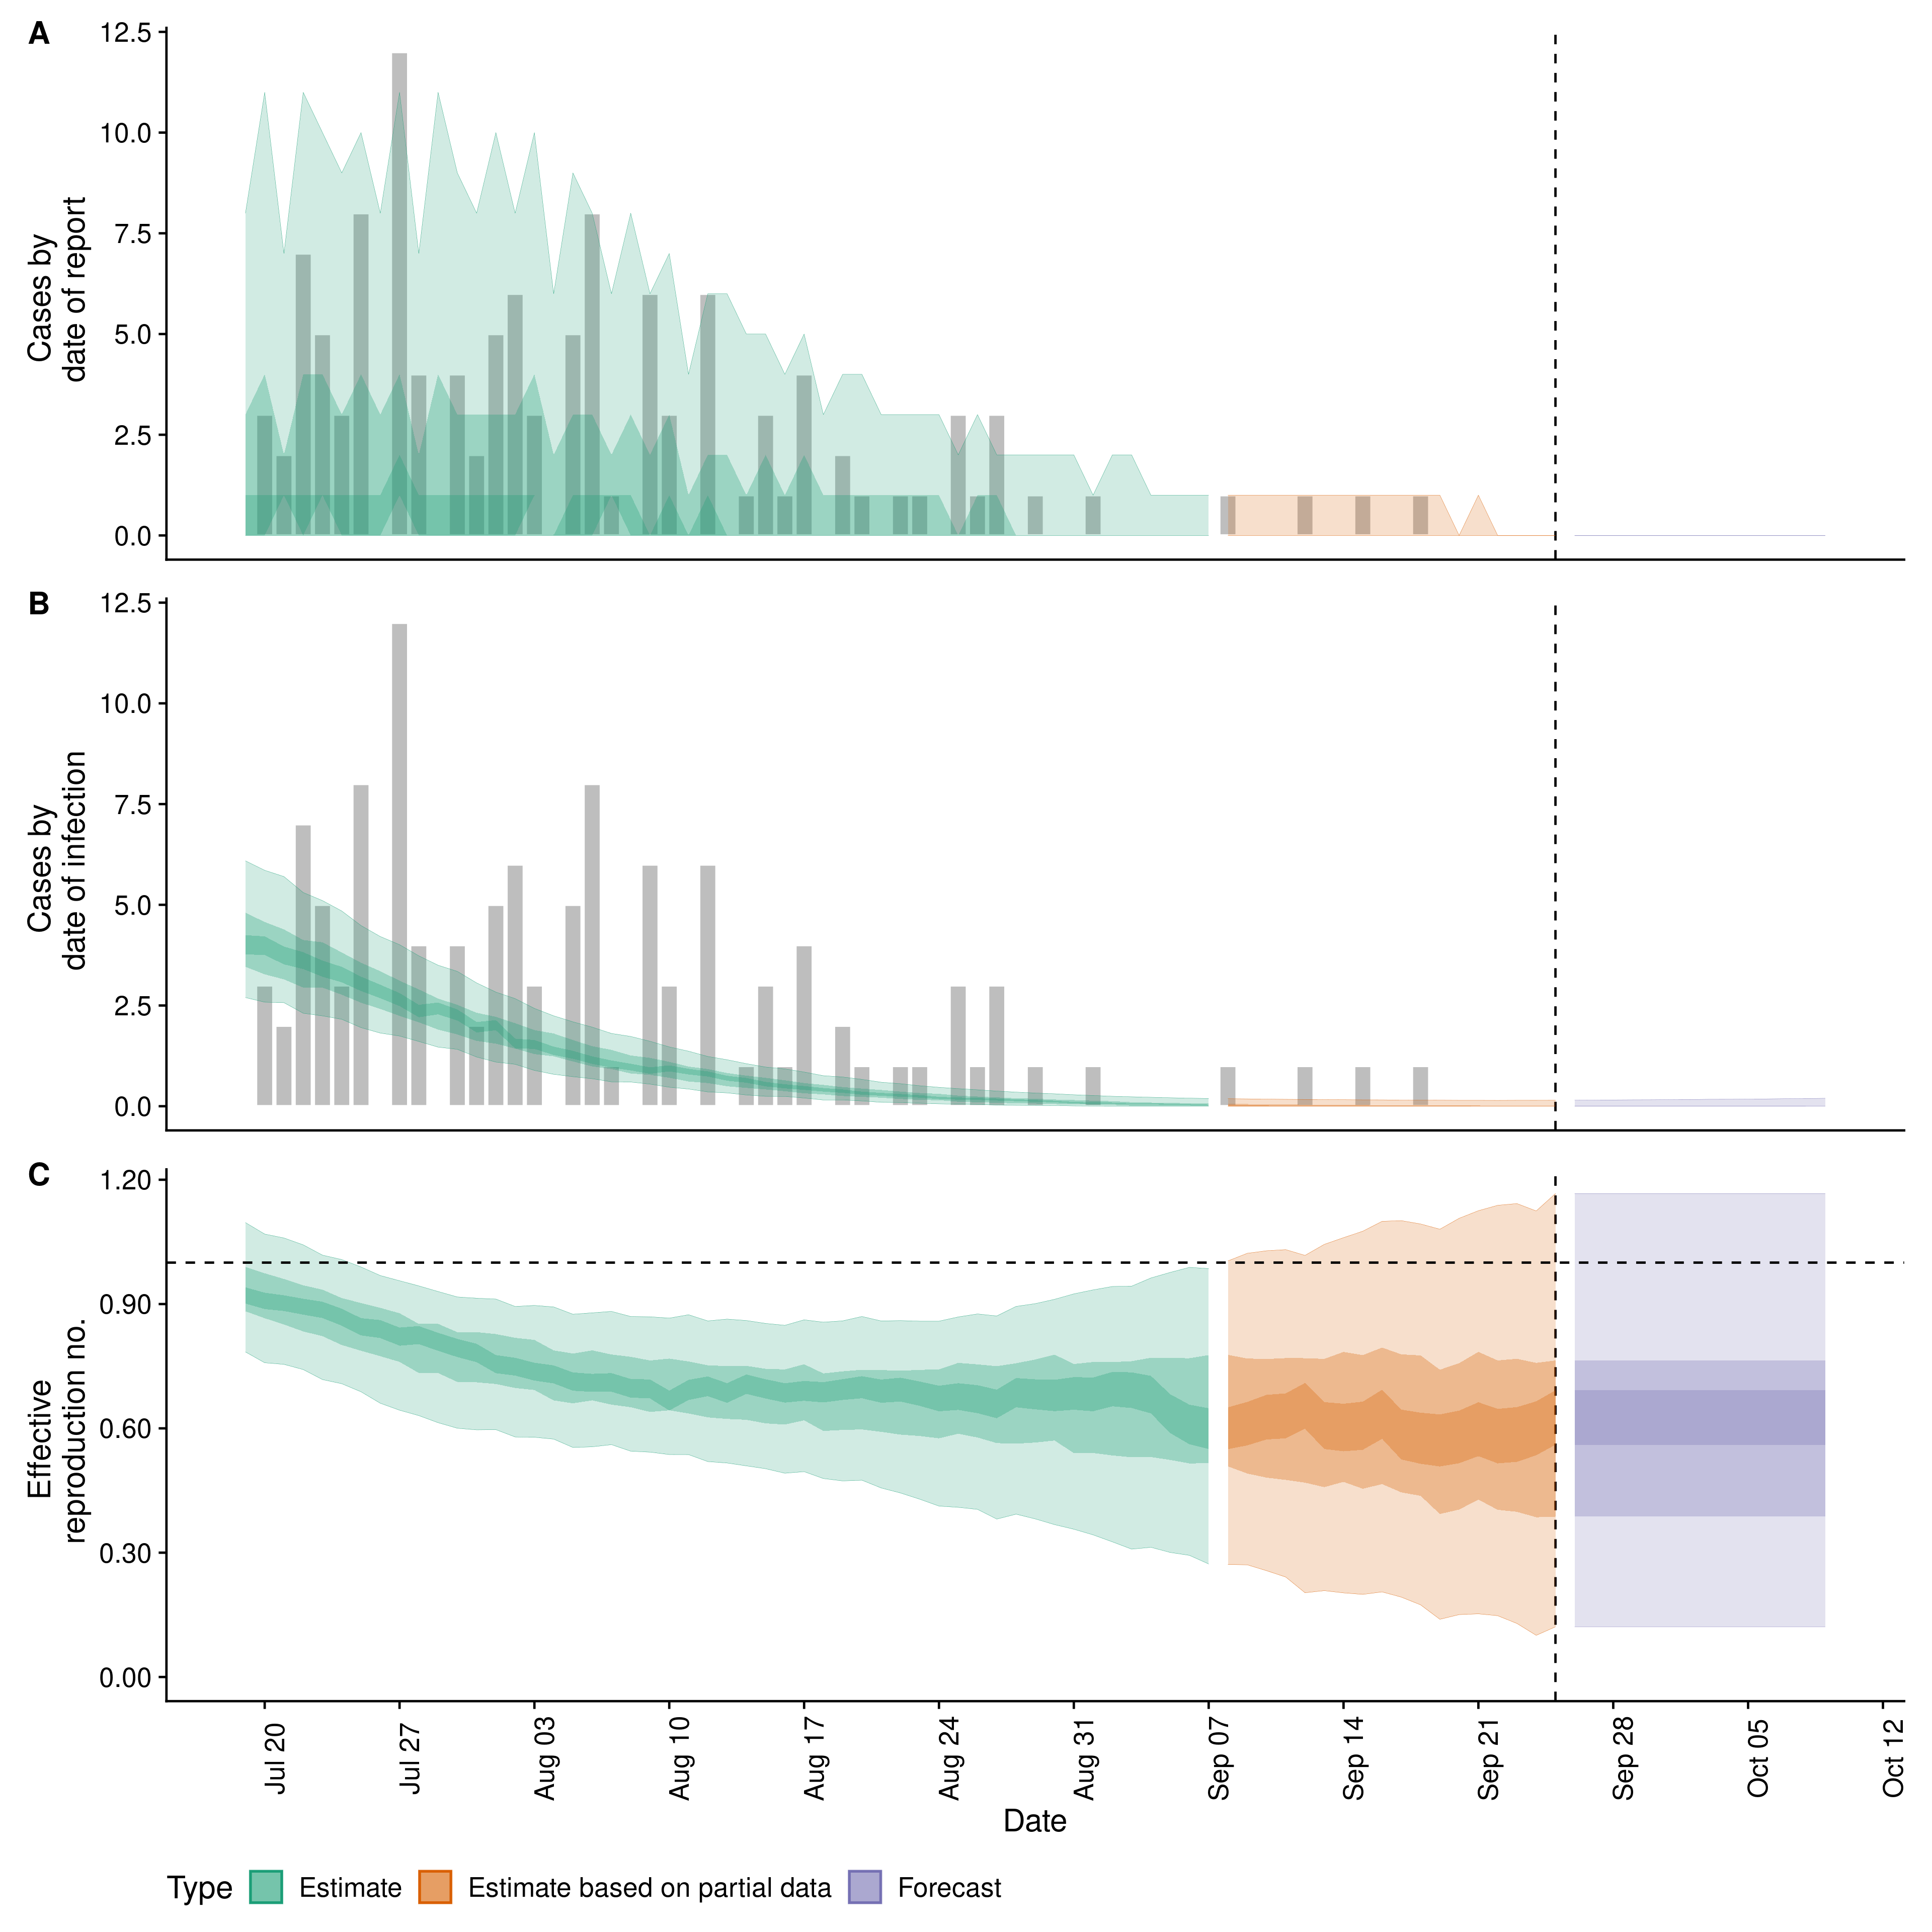 A
12.5
10.0
7.5
5.0
2.5
0.0
Cases by
date of report
B
12.5
10.0
7.5
5.0
2.5
0.0
Cases by
date of infection
C
1.20
0.90
0.60
0.30
0.00
Effective
reproduction no.
Jul 20
Jul 27
Aug 03
Aug 10
Aug 17
Aug 24
Aug 31
Sep 07
Sep 14
Sep 21
Sep 28
Oct 05
Oct 12
Date
Type Estimate Estimate based on partial data Forecast